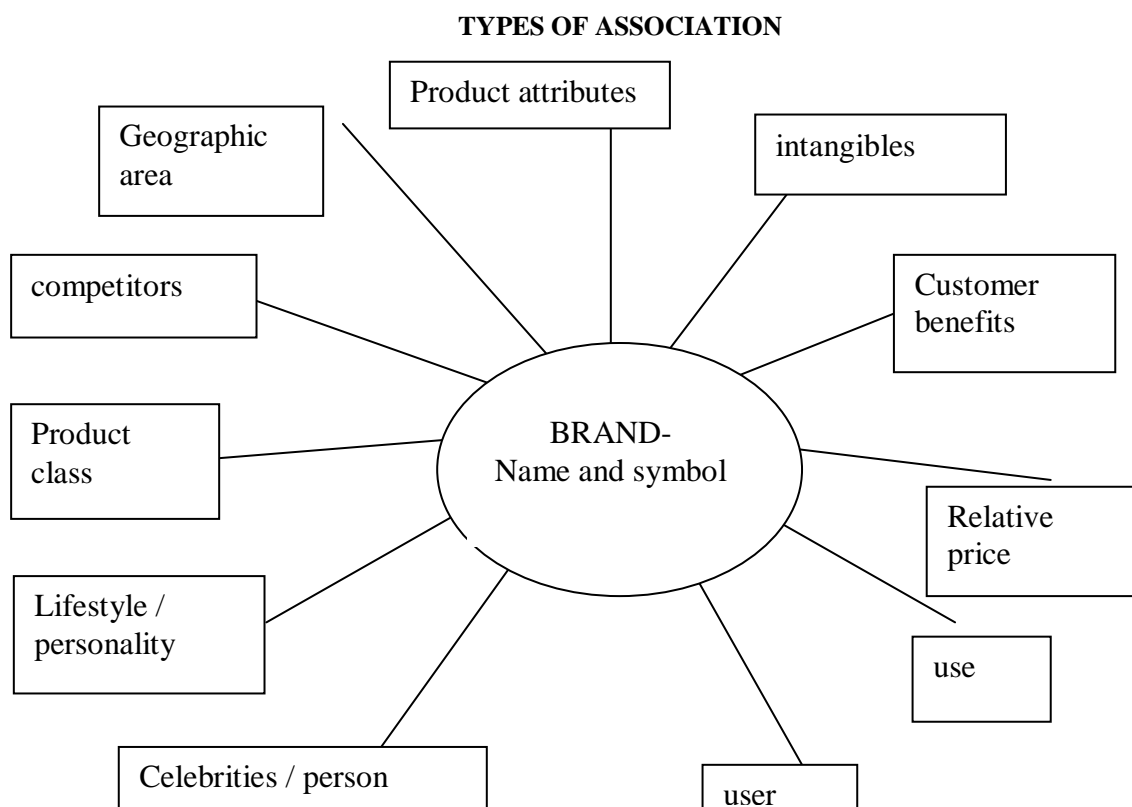 TYPES OF ASSOCIATION
Product attributes
Geographic
area
intangibles
competitors
Customer
benefits
Product
class
BRAND-
Name and symbol
Relative
price
Lifestyle /
personality
use
Celebrities / person
user